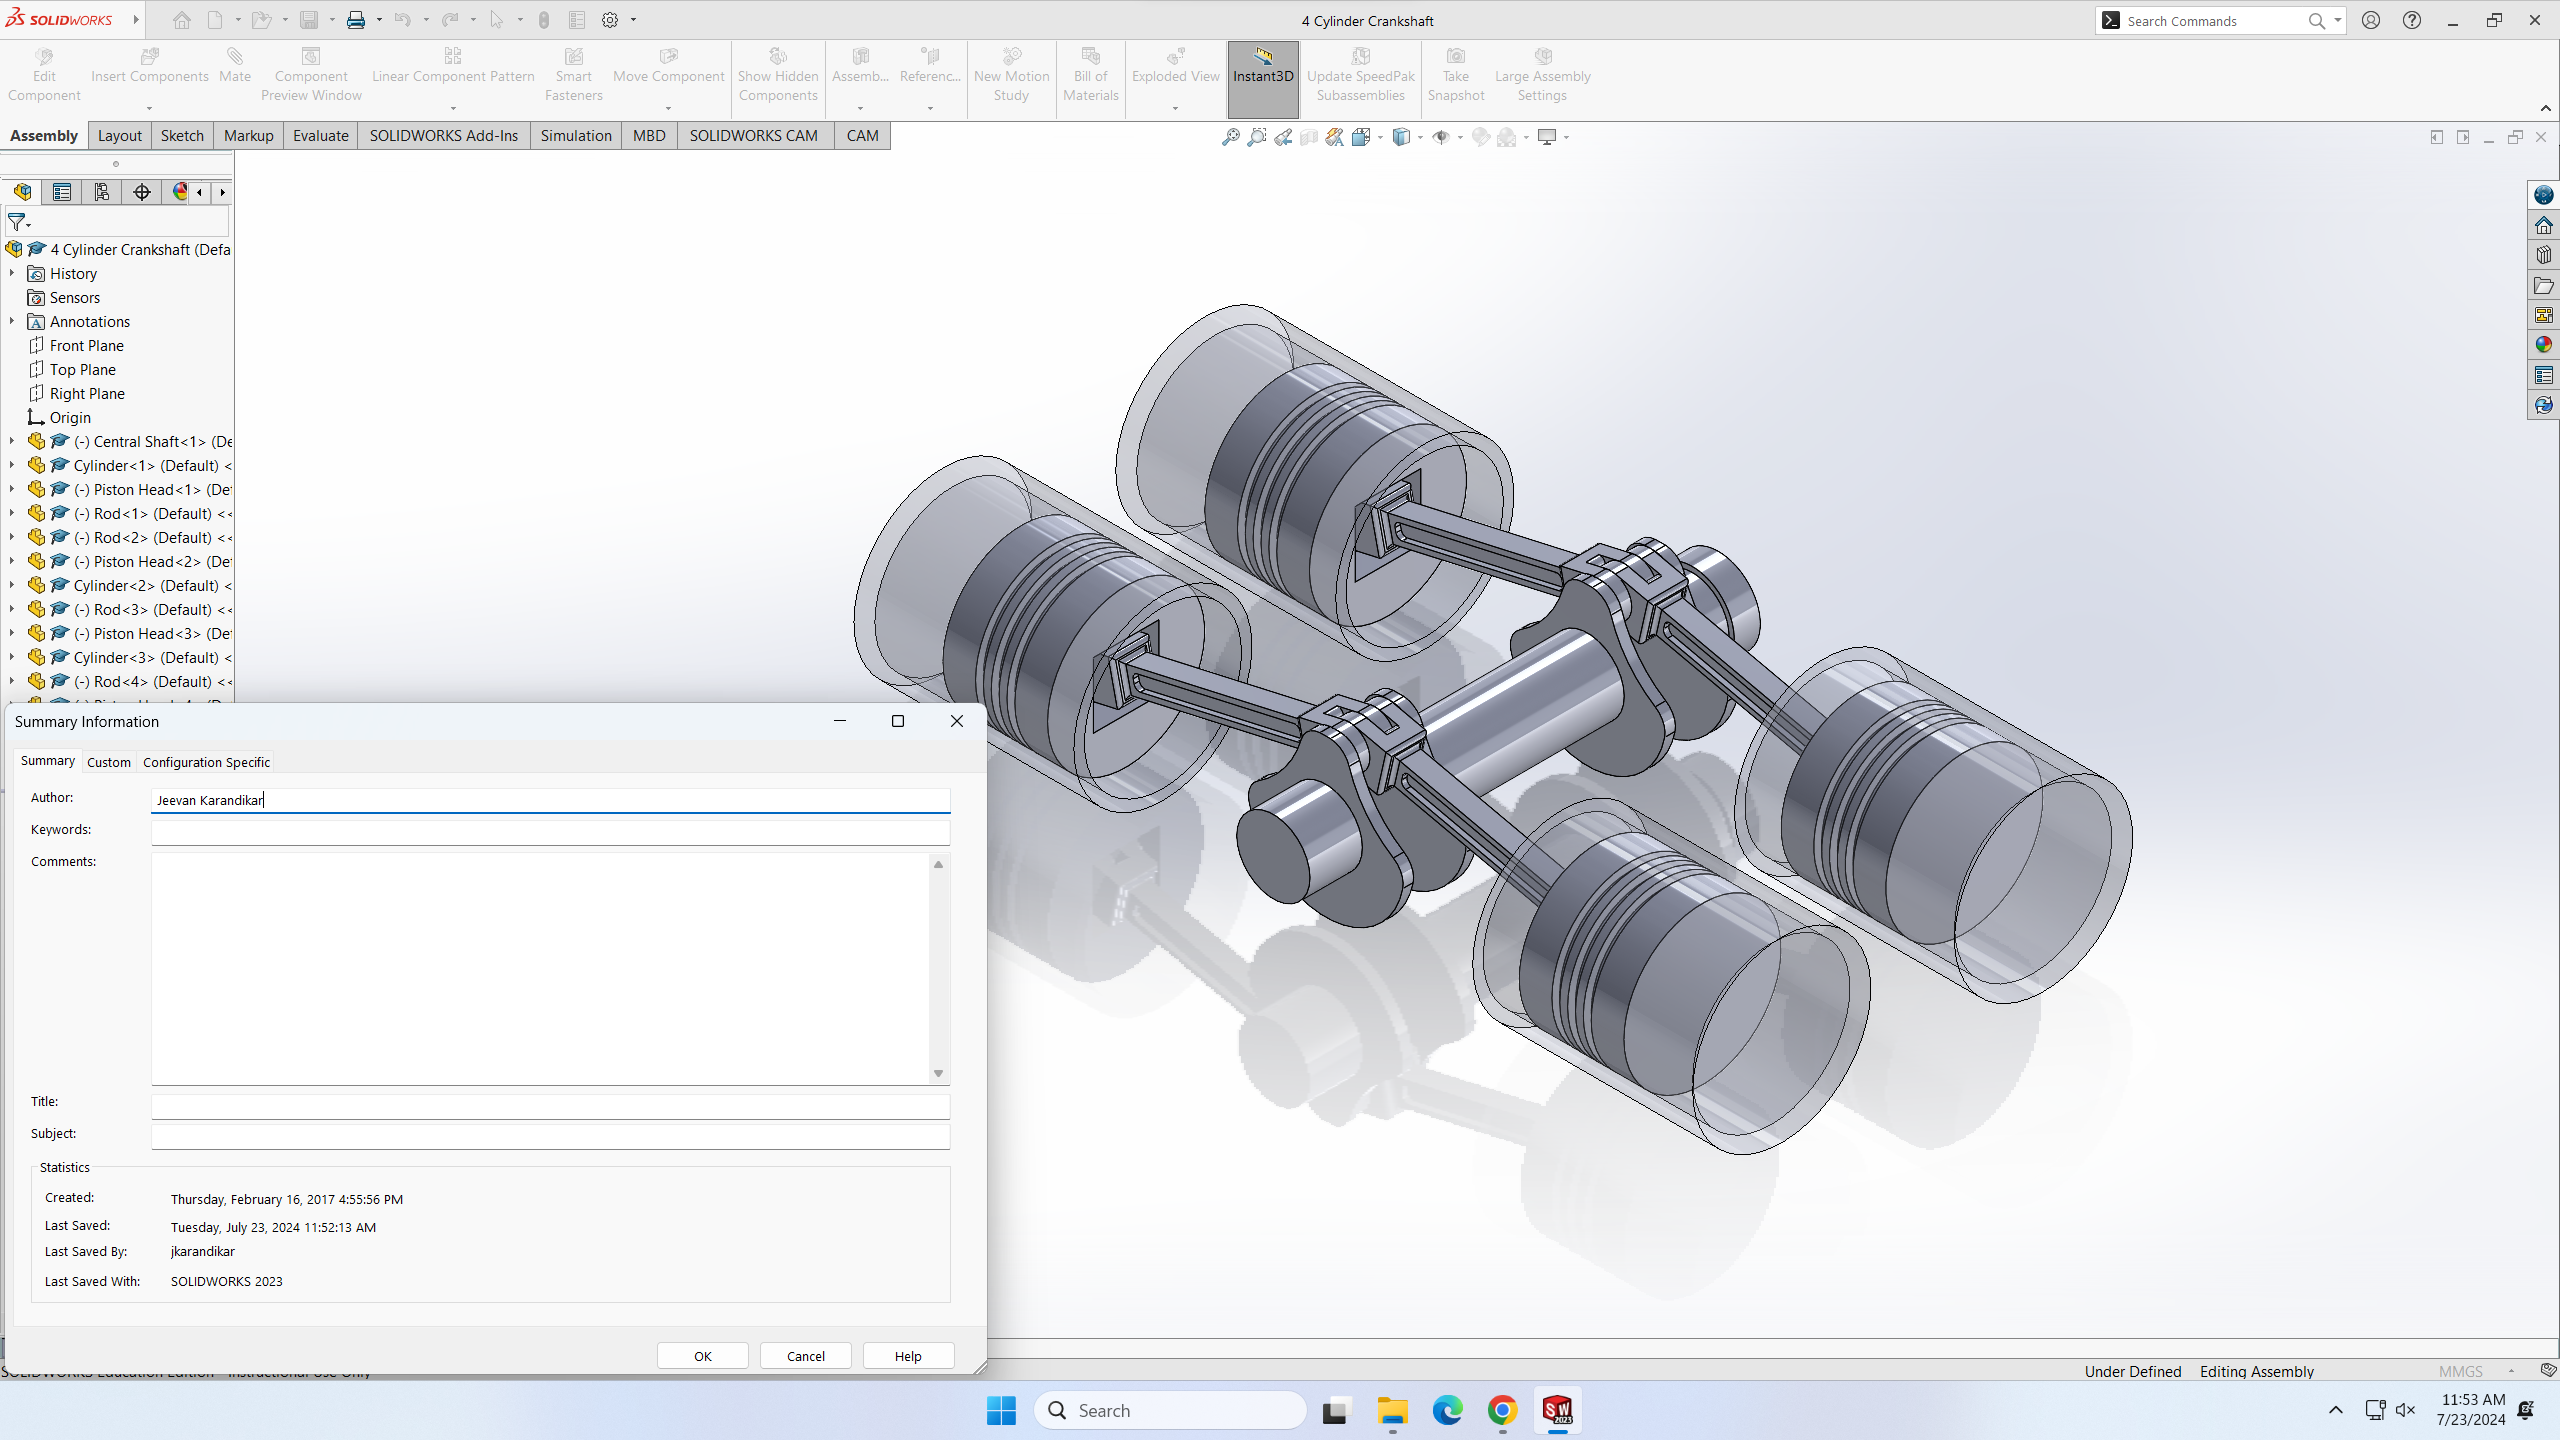 SOLIDWORKS
4 Cylinder Crankshaft
Search Commands
Edit Component
Insert Components
Mate
Component Preview Window
Linear Component Pattern
Smart Fasteners
Move Component
Show Hidden Components
Assemb...
Referenc...
New Motion Study
Bill of Materials
Exploded View
Instant3D
Update SpeedPak Subassemblies
Take Snapshot
Large Assembly Settings
Assembly
Layout
Sketch
Markup
Evaluate
SOLIDWORKS Add-Ins
Simulation
MBD
SOLIDWORKS CAM
CAM
4 Cylinder Crankshaft (Defa
History
Sensors
Annotations
Front Plane
Top Plane
Right Plane
Origin
(-) Central Shaft<1> (De
Cylinder<1> (Default) <
(-) Piston Head<1> (De
(-) Rod<1> (Default) <<
(-) Rod<2> (Default) <<
(-) Piston Head<2> (De
Cylinder<2> (Default) <
(-) Rod<3> (Default) <<
(-) Piston Head<3> (De
Cylinder<3> (Default) <
(-) Rod<4> (Default) <<
Summary Information
Summary
Custom
Configuration Specific
Author:
Jeevan Karandikar
Keywords:
Comments:
Title:
Subject:
Statistics
Created:
Thursday, February 16, 2017 4:55:56 PM
Last Saved:
Tuesday, July 23, 2024 11:52:13 AM
Last Saved By:
jkarandikar
Last Saved With:
SOLIDWORKS 2023
OK
Cancel
Help
SOLIDWORKS Education Edition - Instructional Use Only
Under Defined
Editing Assembly
MMGS
Search
SW
2023
11:53 AM
7/23/2024